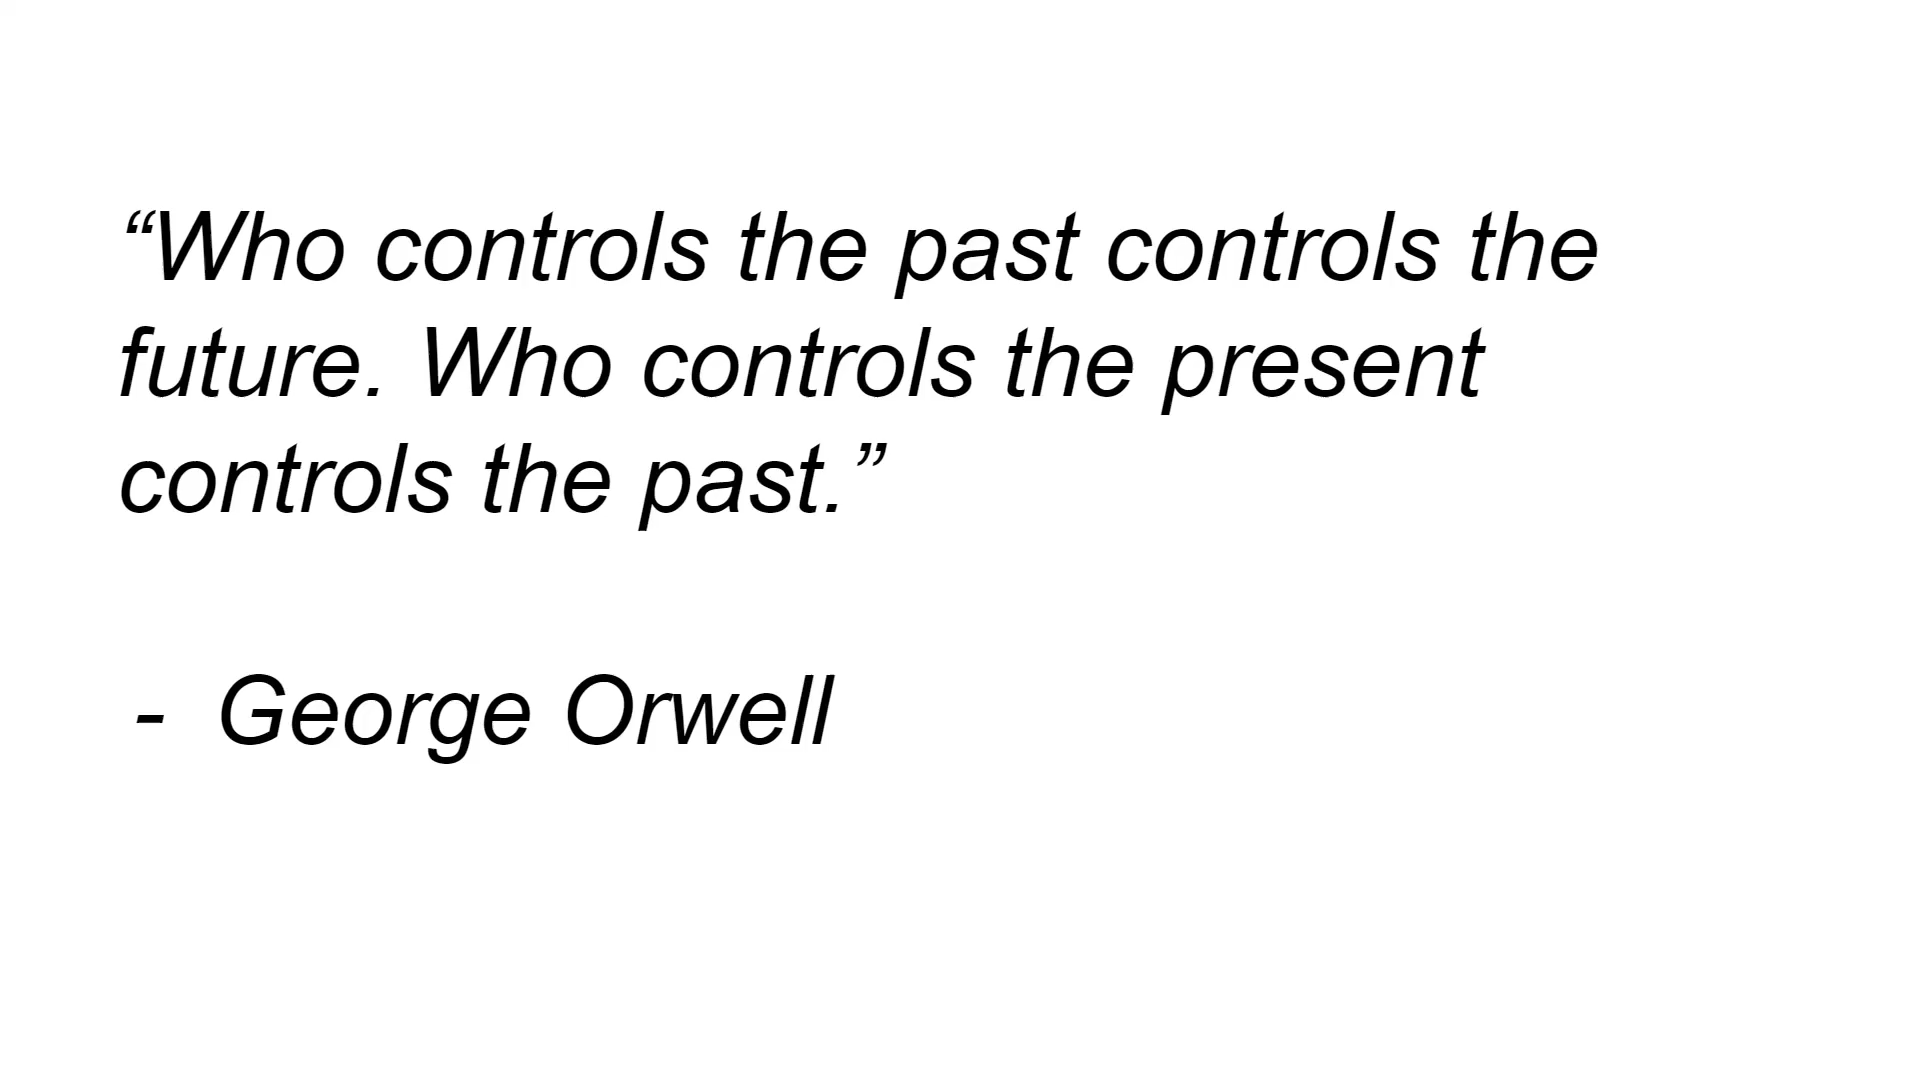 “Who controls the past controls the
future. Who controls the present
controls the past.”
- George Orwell